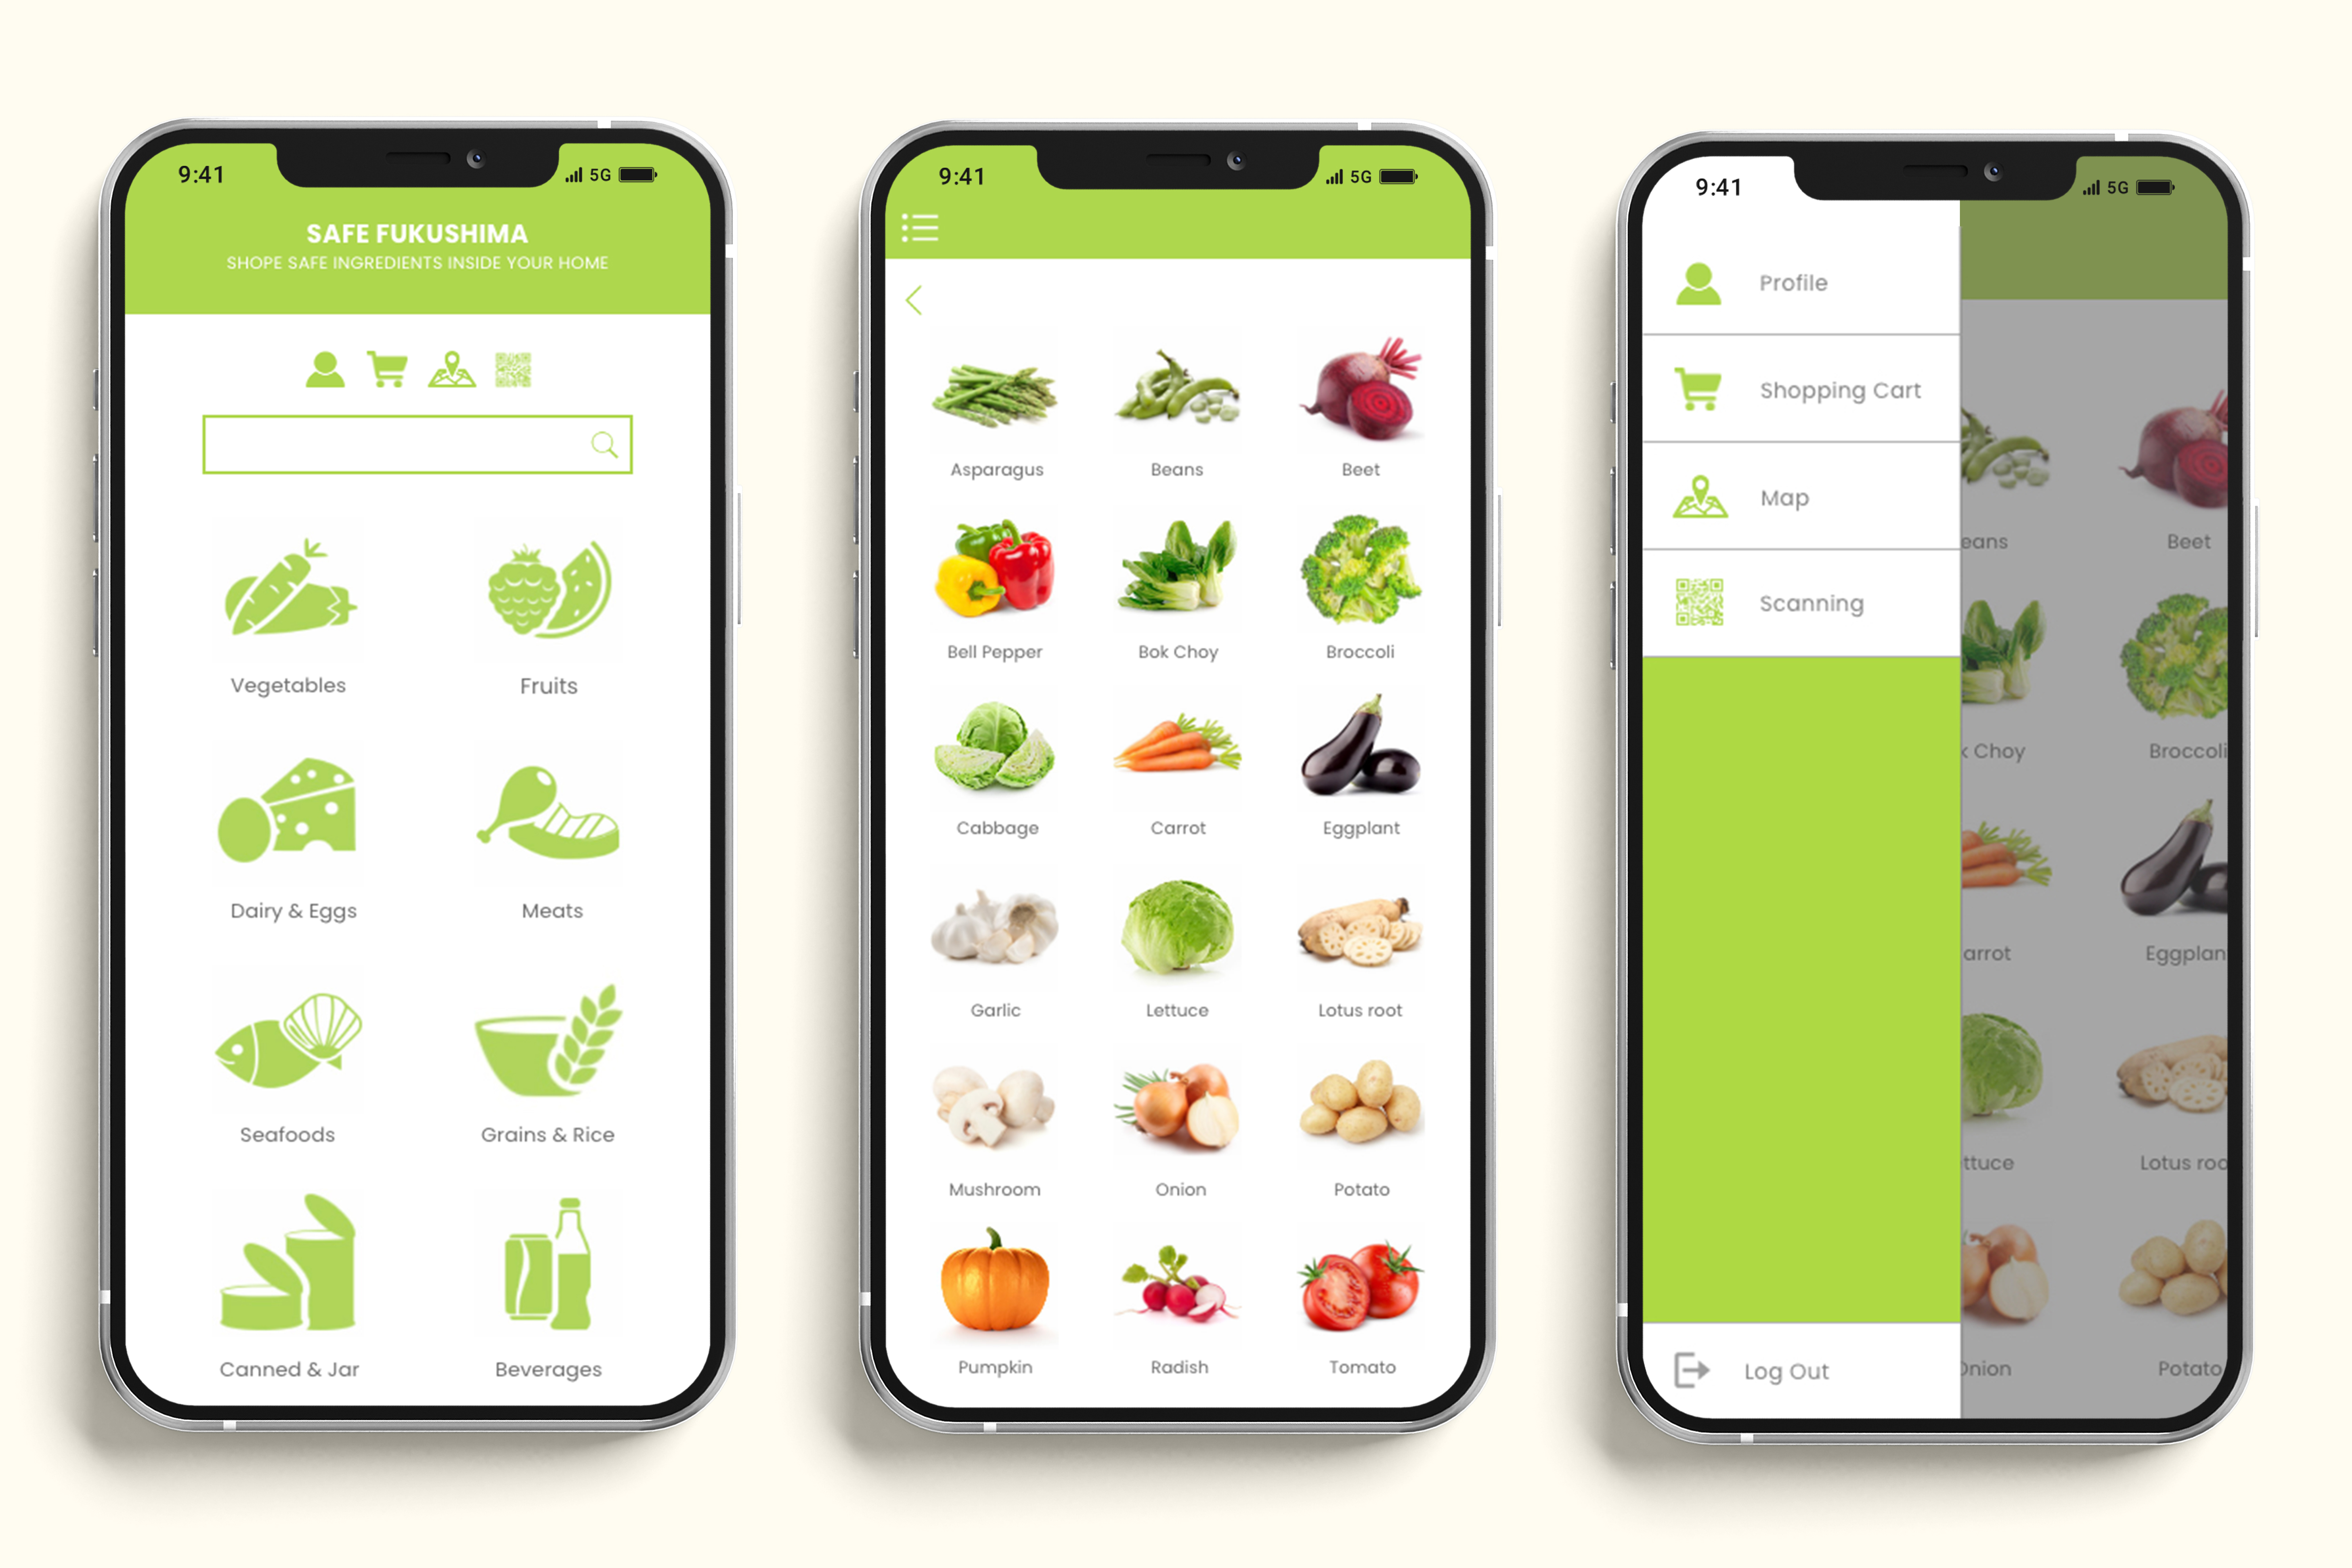 9:41
5G
SAFE FUKUSHIMA
SHOPE SAFE INGREDIENTS INSIDE YOUR HOME
Vegetables Fruits
Dairy & Eggs Meats
Seafoods Grains & Rice
Canned & Jar Beverages
9:41
5G
Asparagus Beans Beet
Bell Pepper Bok Choy Broccoli
Cabbage Carrot Eggplant
Garlic Lettuce Lotus root
Mushroom Onion Potato
Pumpkin Radish Tomato
9:41
5G
Profile
Shopping Cart
Map
Scanning
Log Out
eans Beet
k Choy Broccoli
arrot Eggplan
ttuce Lotus roo
Onion Potato